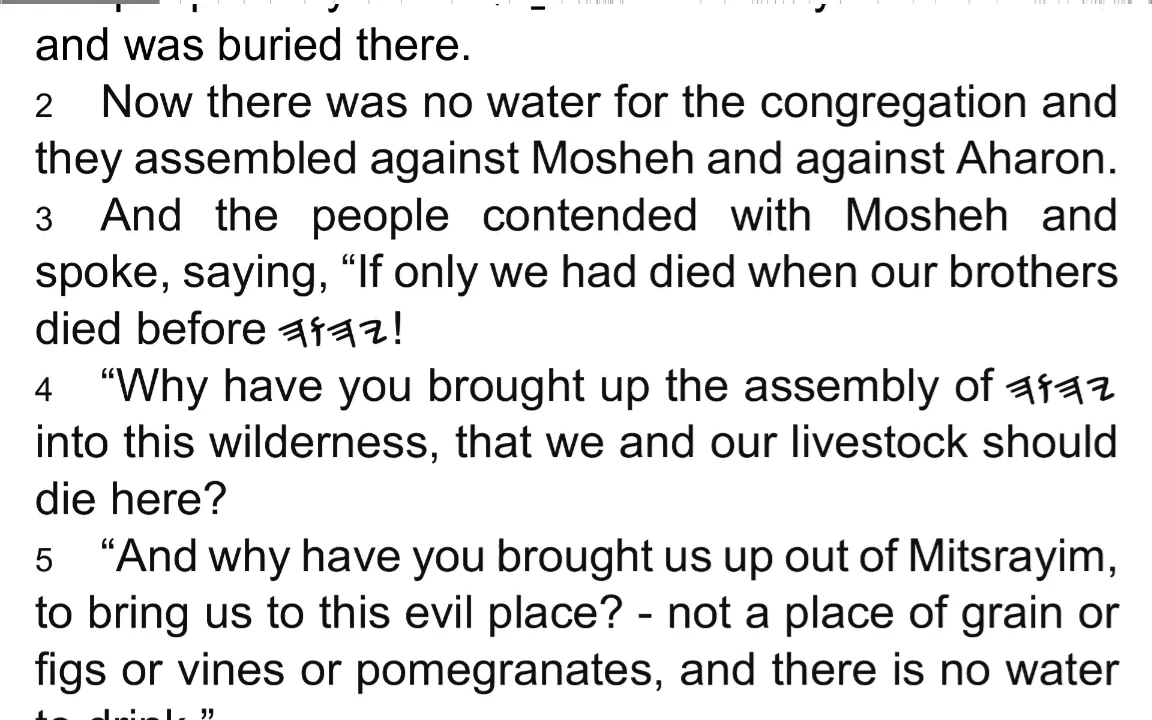 and was buried there.
2 Now there was no water for the congregation and
they assembled against Mosheh and against Aharon.
3 And the people contended with Mosheh and
spoke, saying, “If only we had died when our brothers
died before 𐤉𐤄𐤅𐤄!
4 “Why have you brought up the assembly of 𐤉𐤄𐤅𐤄
into this wilderness, that we and our livestock should
die here?
5 “And why have you brought us up out of Mitsrayim,
to bring us to this evil place? - not a place of grain or
figs or vines or pomegranates, and there is no water
to drink.”